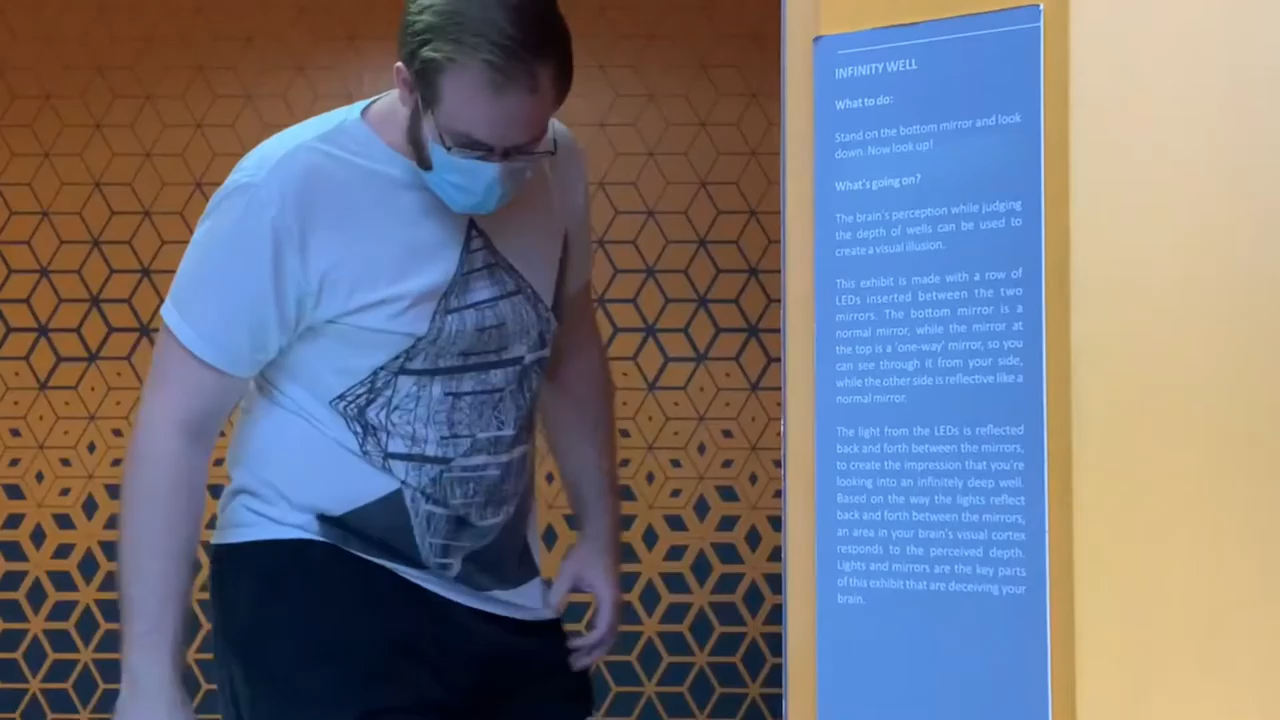 INFINITY WELL
What to do:
Stand on the bottom mirror and look
down. Now look up!
What's going on?
The brain's perception while judging
the depth of wells can be used to
create a visual illusion.
This exhibit is made with a row of
LEDs inserted between the two
mirrors. The bottom mirror is a
normal mirror, while the mirror at
the top is a 'one-way' mirror, so you
can see through it from your side,
while the other side is reflective like a
normal mirror.
The light from the LEDs is reflected
back and forth between the mirrors,
to create the impression that you're
looking into an infinitely deep well.
Based on the way the lights reflect
back and forth between the mirrors,
an area in your brain's visual cortex
responds to the perceived depth.
Lights and mirrors are the key parts
of this exhibit that are deceiving your
brain.